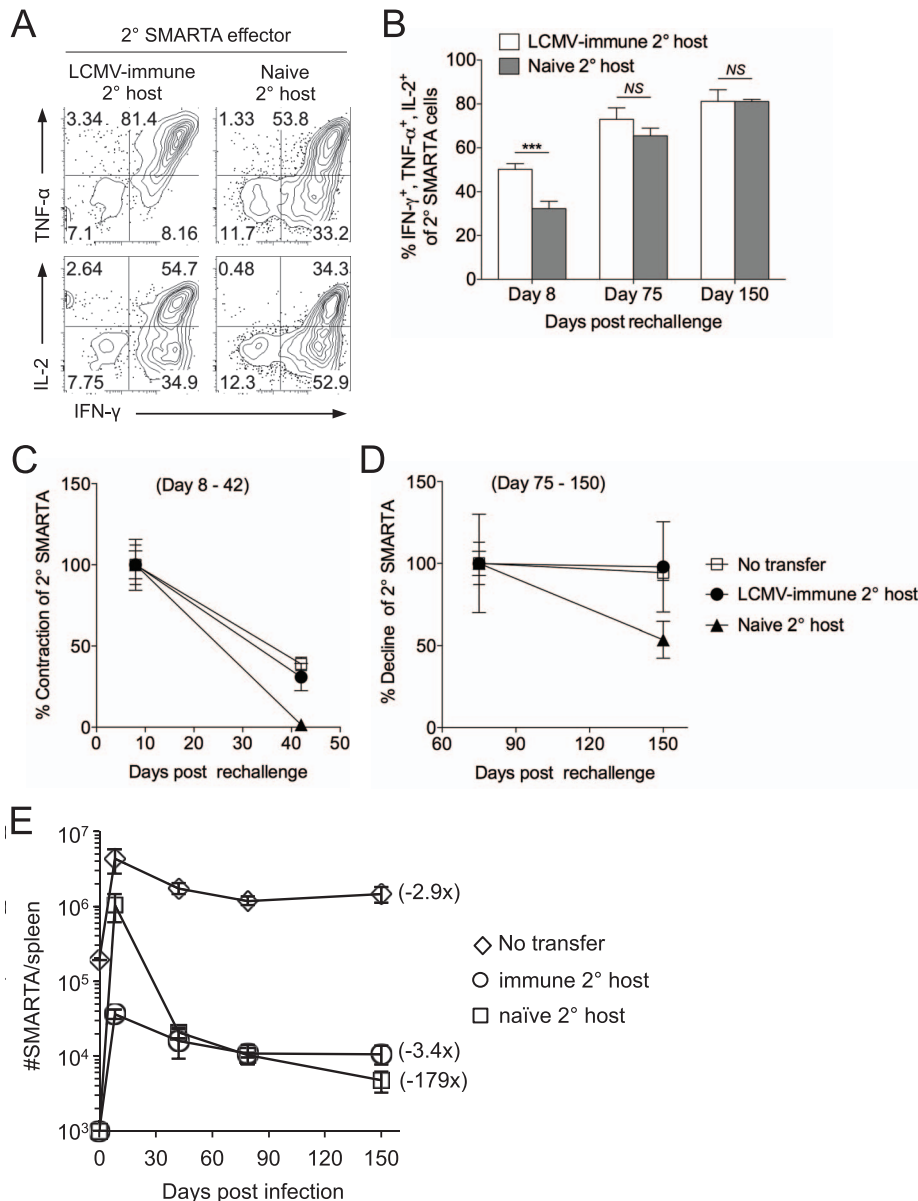 A
2° SMARTA effector
LCMV-immune
2° host
Naive
2° host
3.34 81.4
7.1 8.16
1.33 53.8
11.7 33.2
TNF-α
2.64 54.7
7.75 34.9
0.48 34.3
12.3 52.9
IL-2
IFN-γ
B
LCMV-immune 2° host
Naive 2° host
% IFN-γ+, TNF-α+, IL-2+
of 2° SMARTA cells
100
80
60
40
20
0
***
NS
NS
Day 8 Day 75 Day 150
Days post rechallenge
C
(Day 8 - 42)
% Contraction of 2° SMARTA
150
100
50
0
0 10 20 30 40 50
Days post rechallenge
D
(Day 75 - 150)
% Decline of 2° SMARTA
150
100
50
0
60 90 120 150
Days post rechallenge
No transfer
LCMV-immune 2° host
Naive 2° host
E
#SMARTA/spleen
10⁷
10⁶
10⁵
10⁴
10³
(-2.9x)
(-3.4x)
(-179x)
0 30 60 90 120 150
Days post infection
No transfer
immune 2° host
naïve 2° host